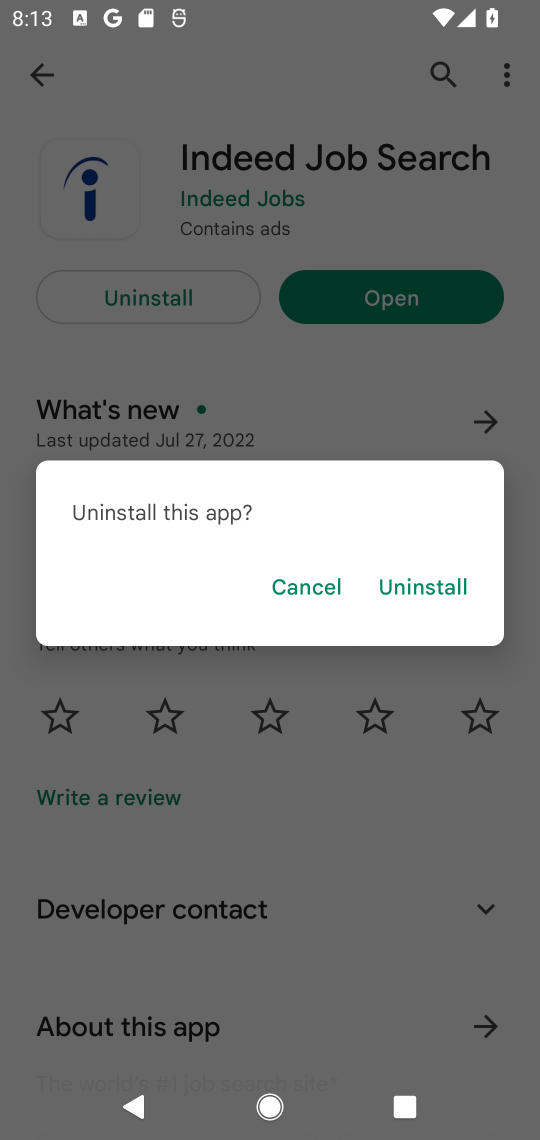 8:13
Indeed Job Search
Indeed Jobs
Contains ads
Uninstall
Open
What's new
Last updated Jul 27, 2022
Uninstall this app?
Cancel
Uninstall
Tell others what you think
Write a review
Developer contact
About this app
The world's #1 job search site*